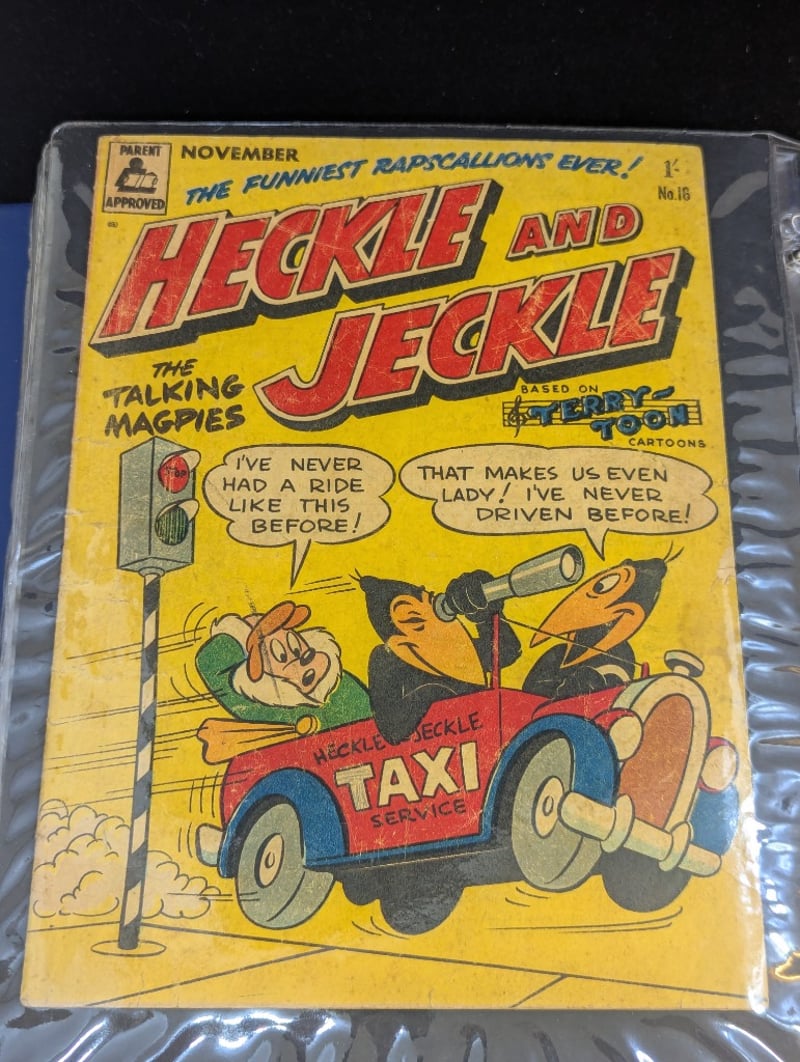 PARENT
APPROVED
NOVEMBER
THE FUNNIEST RAPSCALLIONS EVER!
1/-
No.18
HECKLE AND
JECKLE
THE
TALKING
MAGPIES
BASED ON
TERRY-
TOON
CARTOONS
STOP
I'VE NEVER
HAD A RIDE
LIKE THIS
BEFORE!
THAT MAKES US EVEN
LADY! I'VE NEVER
DRIVEN BEFORE!
HECKLE & JECKLE
TAXI
SERVICE